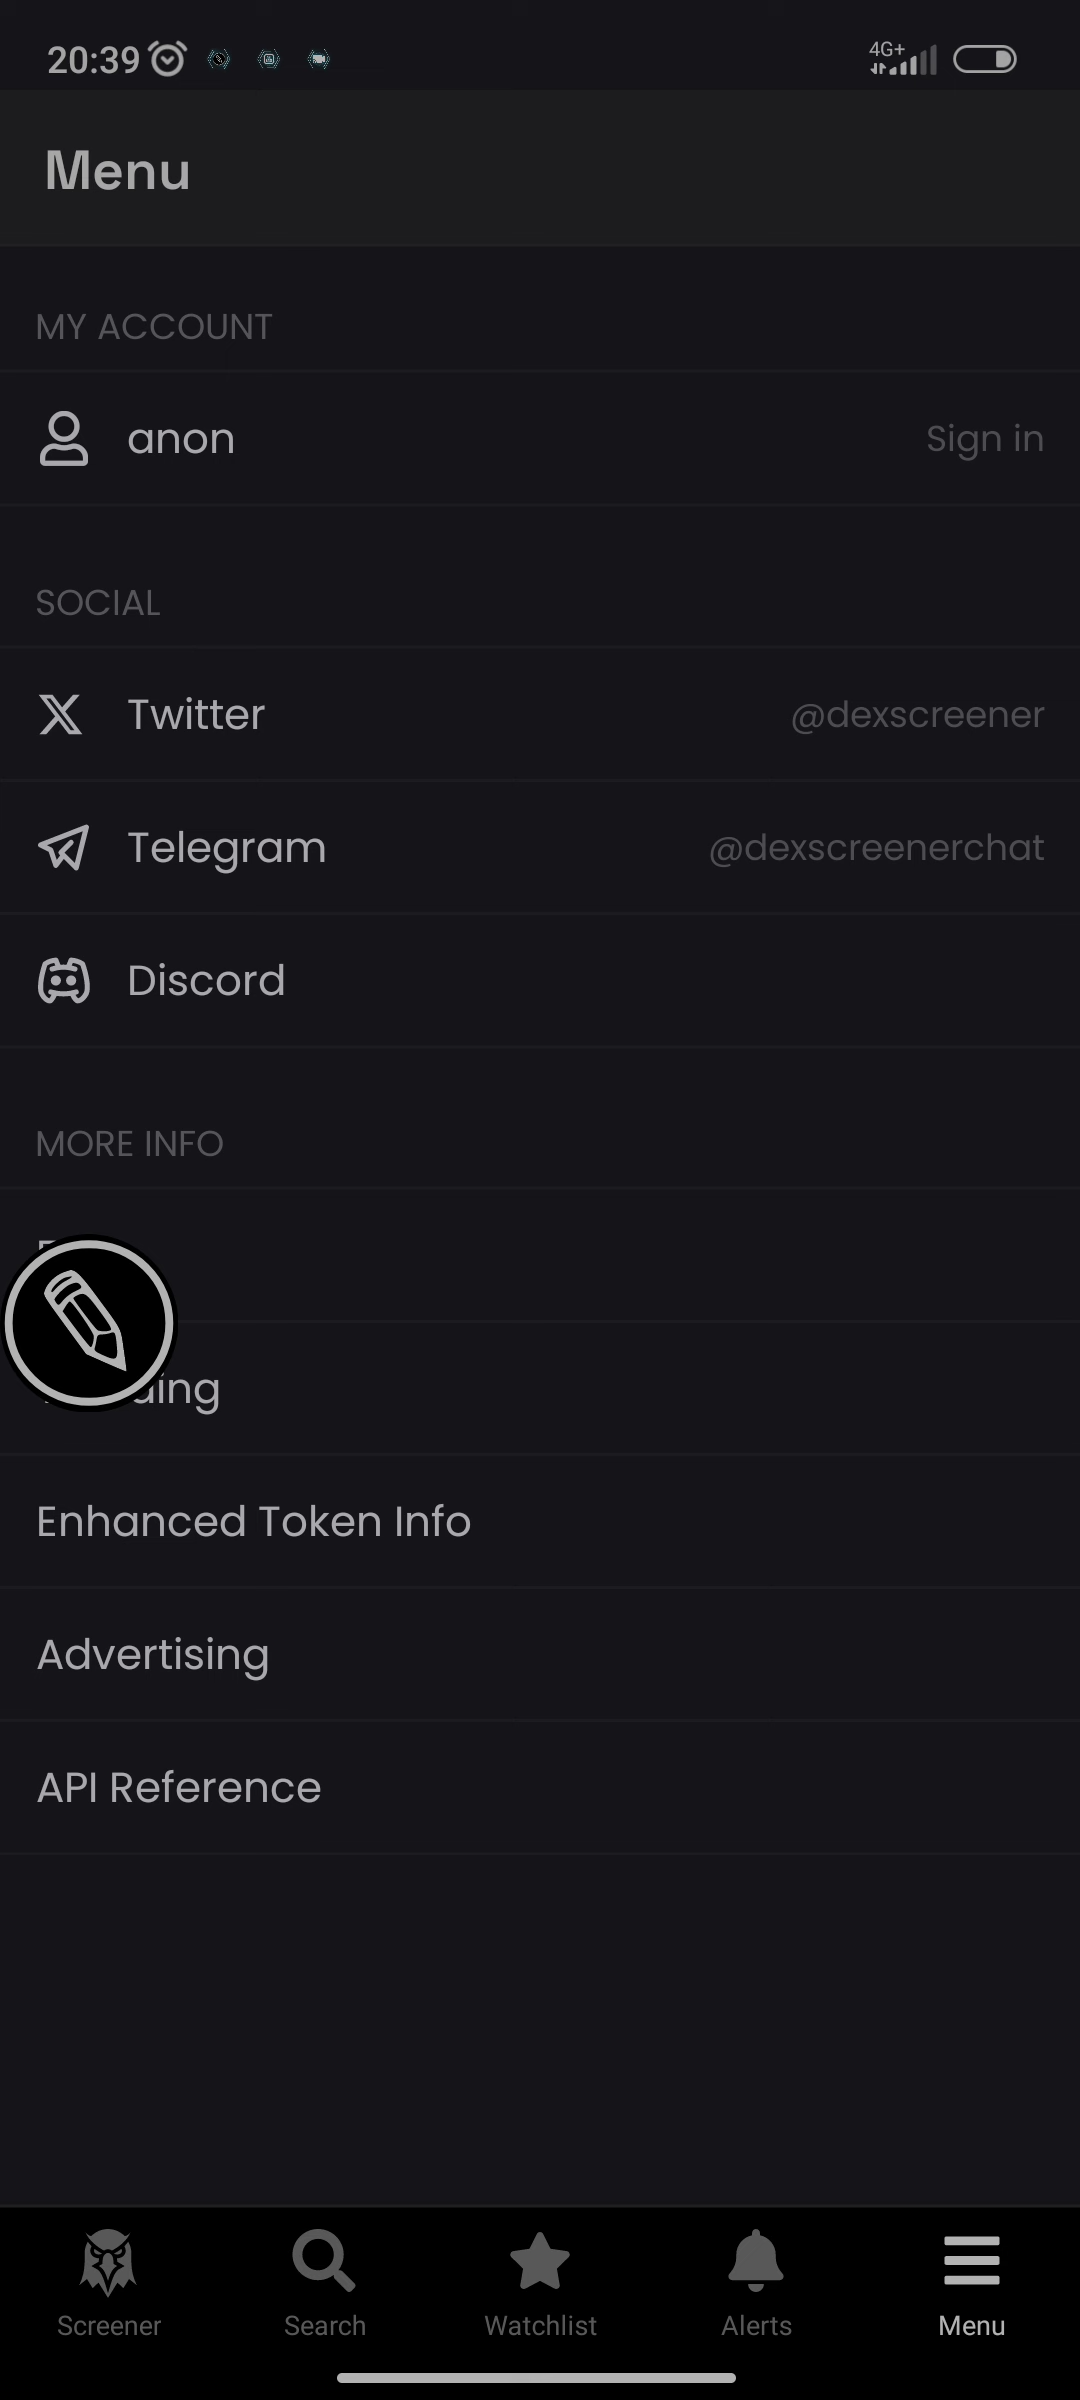 20:39
4G+
Menu
MY ACCOUNT
anon Sign in
SOCIAL
Twitter @dexscreener
Telegram @dexscreenerchat
Discord
MORE INFO
Enhanced Token Info
Advertising
API Reference
Screener Search Watchlist Alerts Menu